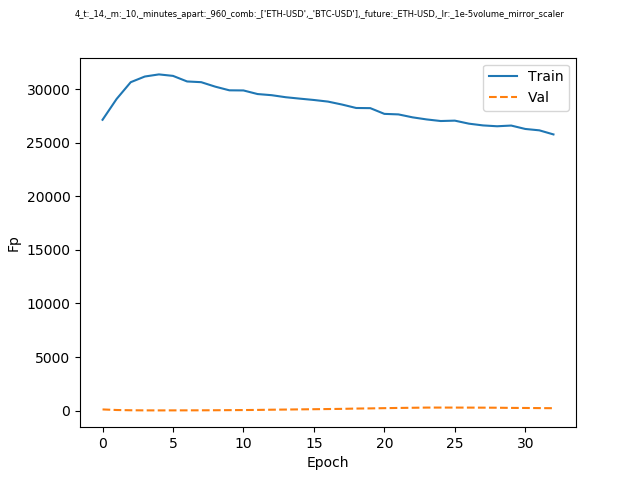 4_t:_14,_m:_10,_minutes_apart:_960_comb:_['ETH-USD',_'BTC-USD'],_future:_ETH-USD,_lr:_1e-5volume_mirror_scaler
Train
Val
30000
25000
20000
15000
10000
5000
0
Fp
0 5 10 15 20 25 30
Epoch